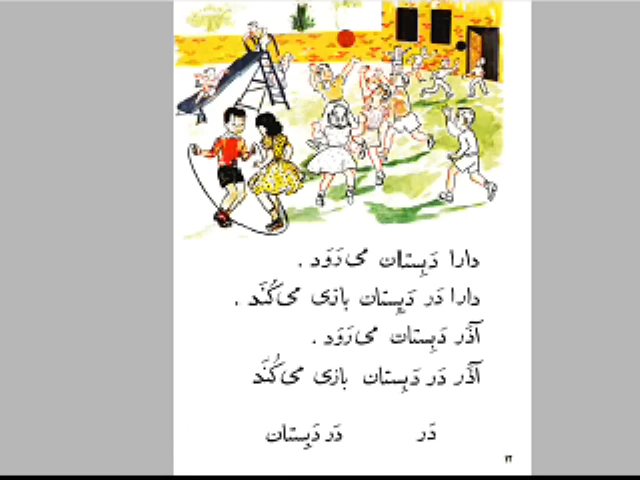 دارا دَبِستان می‌رَوَد .
دارا دَر دَبِستان بازی می‌کُنَد .
آذَر دَبِستان می‌رَوَد .
آذَر دَر دَبِستان بازی می‌کُنَد
دَر دَر دَبِستان